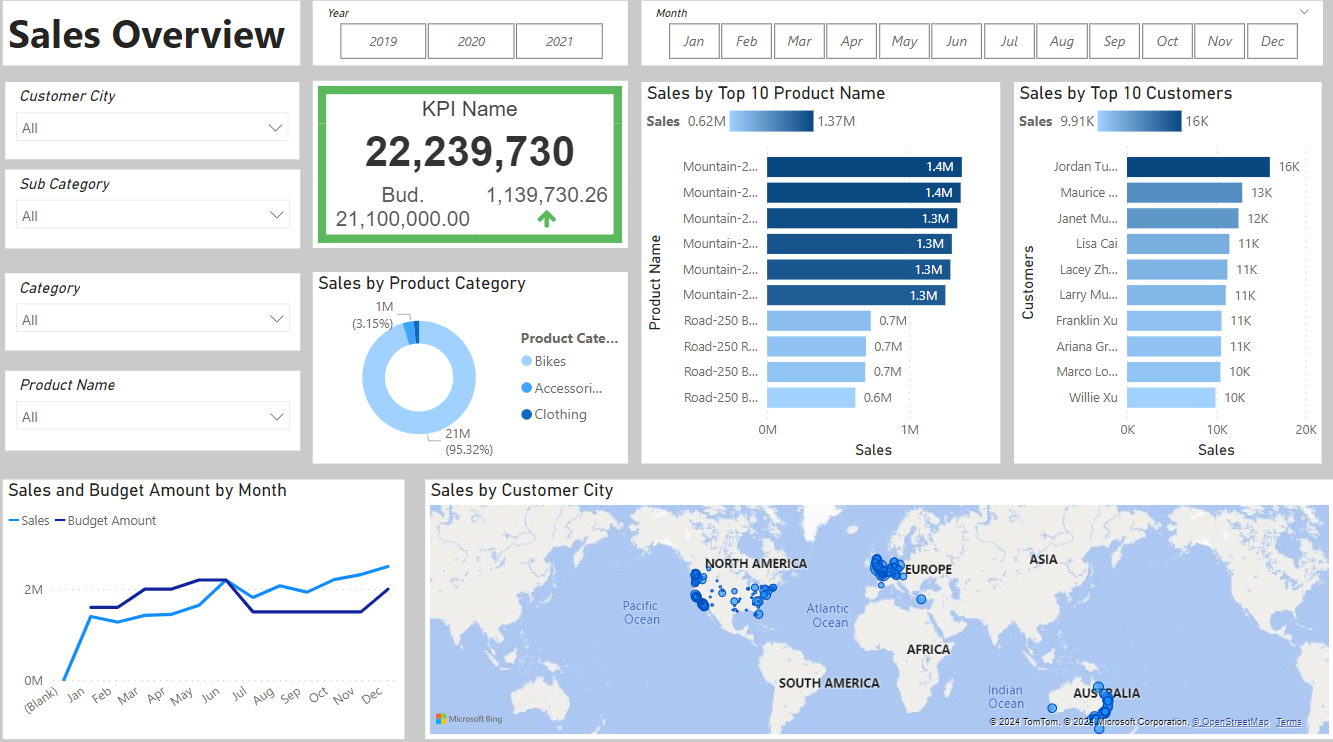 Sales Overview
Year
2019 2020 2021
Month
Jan Feb Mar Apr May Jun Jul Aug Sep Oct Nov Dec
Customer City
All
Sub Category
All
Category
All
Product Name
All
KPI Name
22,239,730
Bud. 1,139,730.26
21,100,000.00
Sales by Product Category
1M
(3.15%)
21M
(95.32%)
Product Cate...
Bikes
Accessori...
Clothing
Sales by Top 10 Product Name
Sales 0.62M 1.37M
Product Name
Mountain-2... 1.4M
Mountain-2... 1.4M
Mountain-2... 1.3M
Mountain-2... 1.3M
Mountain-2... 1.3M
Mountain-2... 1.3M
Road-250 B... 0.7M
Road-250 R... 0.7M
Road-250 B... 0.7M
Road-250 B... 0.6M
0M 1M
Sales
Sales by Top 10 Customers
Sales 9.91K 16K
Customers
Jordan Tu... 16K
Maurice ... 13K
Janet Mu... 12K
Lisa Cai 11K
Lacey Zh... 11K
Larry Mu... 11K
Franklin Xu 11K
Ariana Gr... 11K
Marco Lo... 10K
Willie Xu 10K
0K 10K 20K
Sales
Sales and Budget Amount by Month
Sales Budget Amount
2M
0M
(Blank) Jan Feb Mar Apr May Jun Jul Aug Sep Oct Nov Dec
Sales by Customer City
NORTH AMERICA
EUROPE
ASIA
Pacific
Ocean
Atlantic
Ocean
AFRICA
SOUTH AMERICA
Indian
Ocean
AUSTRALIA
Microsoft Bing
© 2024 TomTom, © 2024 Microsoft Corporation, © OpenStreetMap Terms